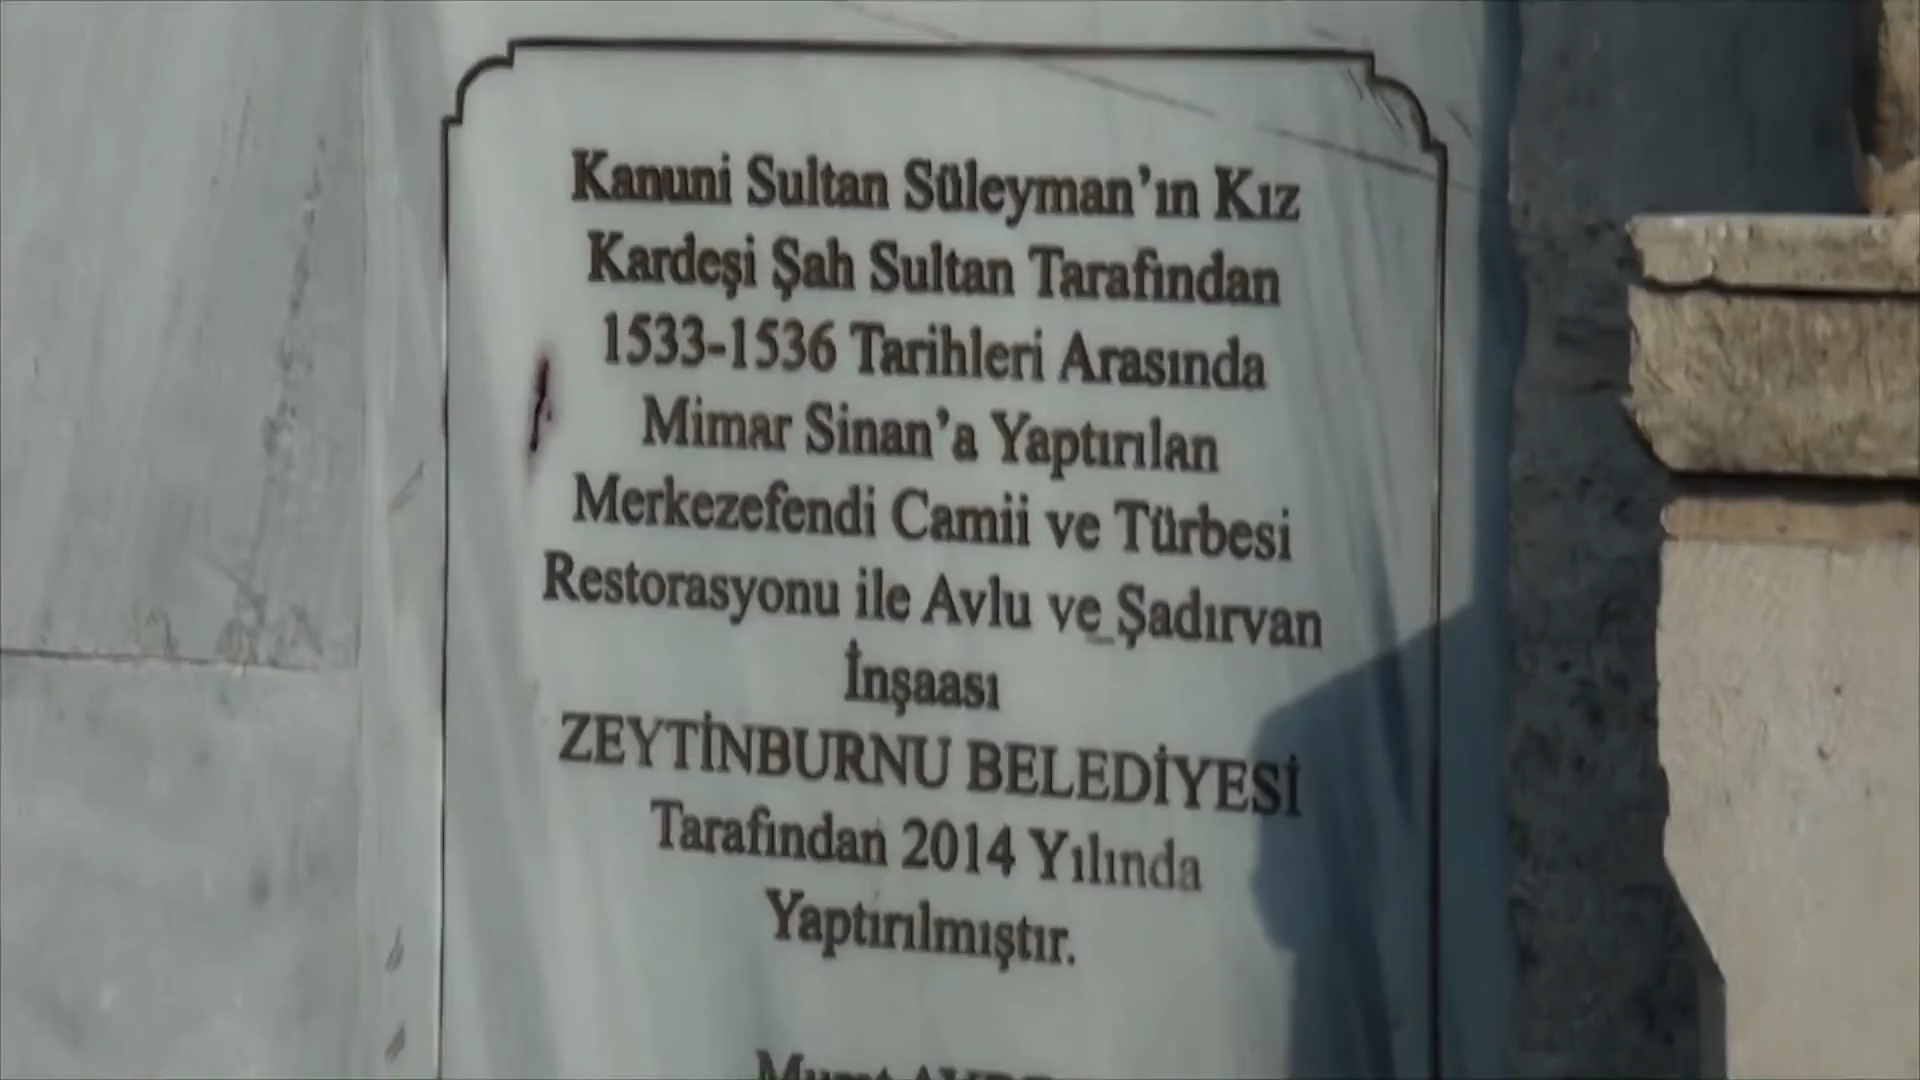 Kanuni Sultan Süleyman’ın Kız
Kardeşi Şah Sultan Tarafından
1533-1536 Tarihleri Arasında
Mimar Sinan’a Yaptırılan
Merkezefendi Camii ve Türbesi
Restorasyonu ile Avlu ve Şadırvan
İnşaası
ZEYTİNBURNU BELEDİYESİ
Tarafından 2014 Yılında
Yaptırılmıştır.
Murat